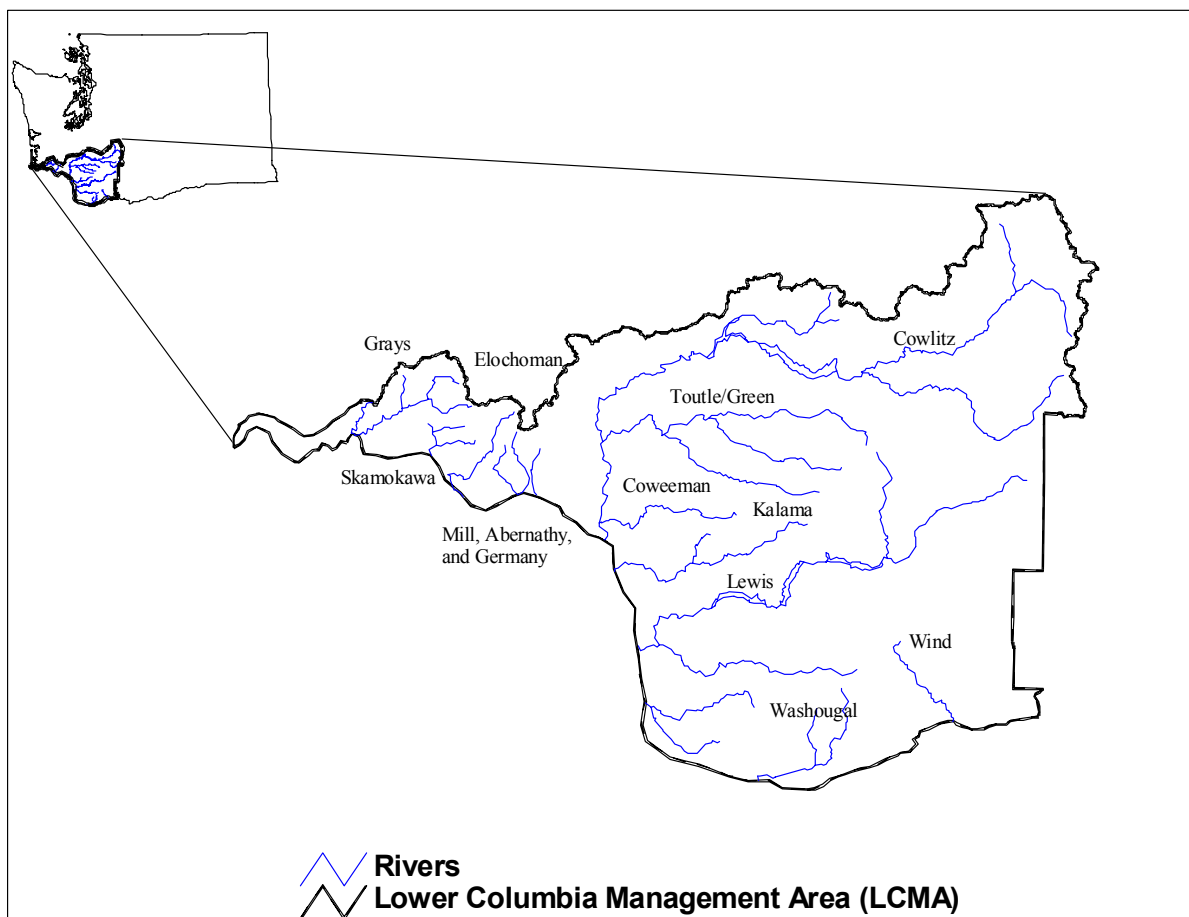 Grays
Elochoman
Cowlitz
Toutle/Green
Skamokawa
Coweeman
Kalama
Mill, Abernathy,
and Germany
Lewis
Wind
Washougal
Rivers
Lower Columbia Management Area (LCMA)